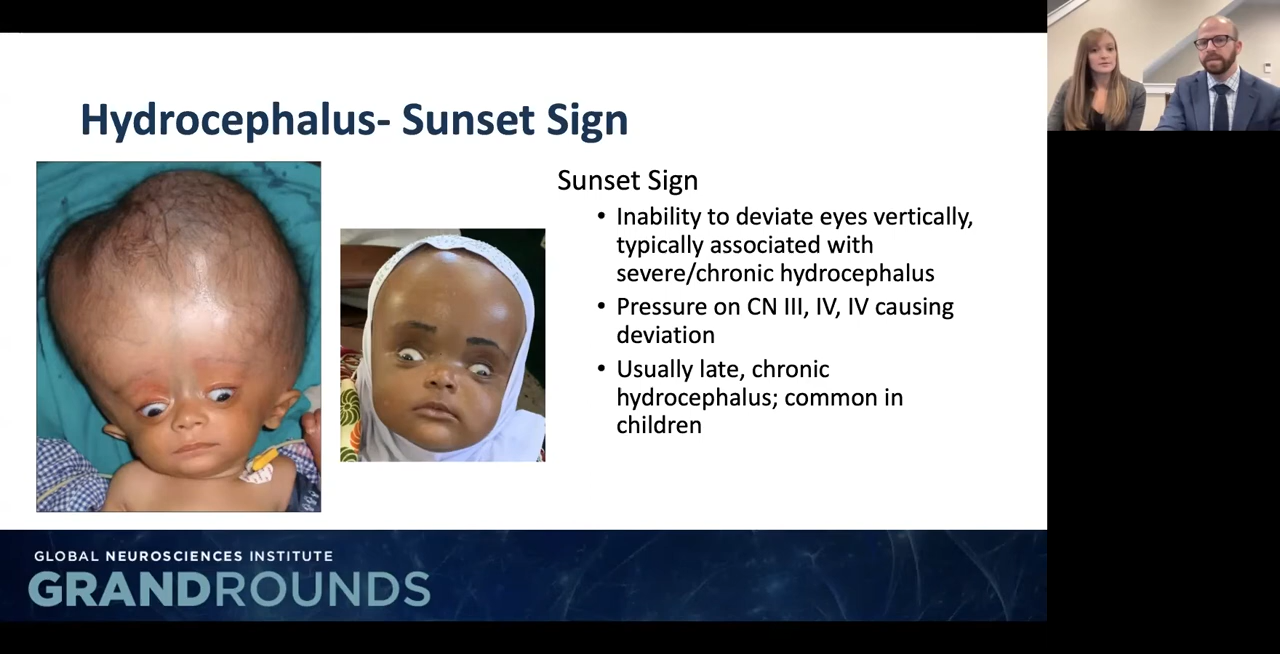 Hydrocephalus- Sunset Sign
Sunset Sign
• Inability to deviate eyes vertically,
typically associated with
severe/chronic hydrocephalus
• Pressure on CN III, IV, IV causing
deviation
• Usually late, chronic
hydrocephalus; common in
children
GLOBAL NEUROSCIENCES INSTITUTE
GRANDROUNDS